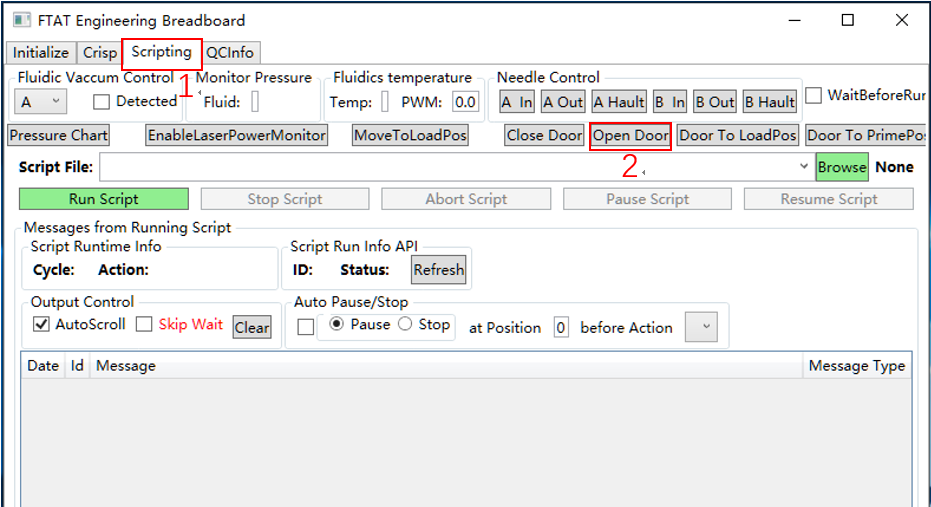 FTAT Engineering Breadboard
Initialize Crisp Scripting QCInfo
Fluidic Vaccum Control 1 Monitor Pressure Fluidics temperature Needle Control
A Detected Fluid: Temp: PWM: 0.0 A In A Out A Hault B In B Out B Hault WaitBeforeRun
Pressure Chart EnableLaserPowerMonitor MoveToLoadPos Close Door Open Door Door To LoadPos Door To PrimePos
2
Script File: Browse None
Run Script Stop Script Abort Script Pause Script Resume Script
Messages from Running Script
Script Runtime Info Script Run Info API
Cycle: Action: ID: Status: Refresh
Output Control Auto Pause/Stop
AutoScroll Skip Wait Clear Pause Stop at Position 0 before Action
Date Id Message Message Type